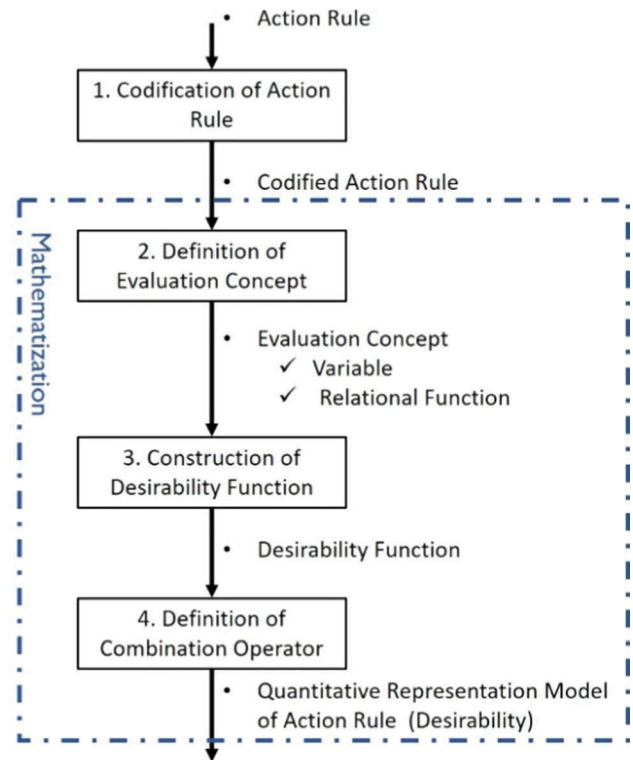 • Action Rule
1. Codification of Action
Rule
• Codified Action Rule
Mathematization
2. Definition of
Evaluation Concept
• Evaluation Concept
✓ Variable
✓ Relational Function
3. Construction of
Desirability Function
• Desirability Function
4. Definition of
Combination Operator
• Quantitative Representation Model
of Action Rule (Desirability)